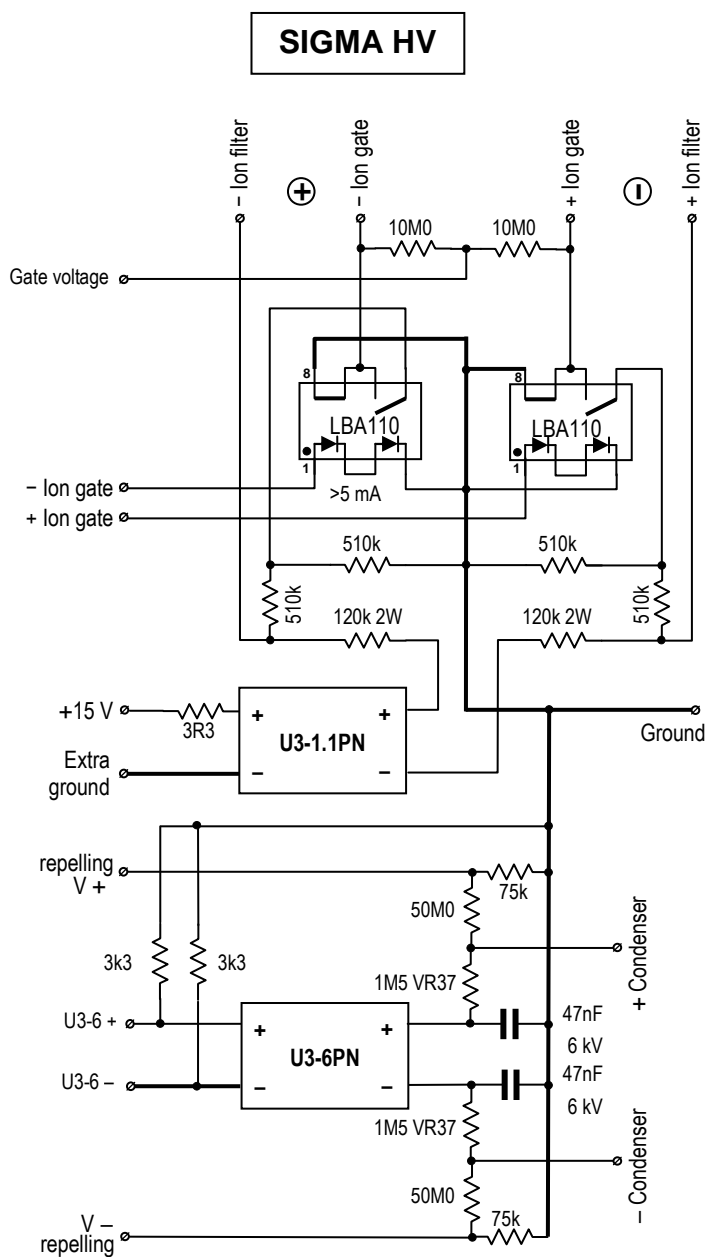 SIGMA HV
– Ion filter
+
– Ion gate
+ Ion gate
–
+ Ion filter
10M0
10M0
Gate voltage
8
8
LBA110
LBA110
1
1
– Ion gate
>5 mA
+ Ion gate
510k
510k
510k
510k
120k 2W
120k 2W
+15 V
3R3
+
+
U3-1.1PN
–
–
Ground
Extra
ground
repelling
V +
75k
50M0
+ Condenser
3k3
3k3
1M5 VR37
47nF
6 kV
U3-6 +
+
+
U3-6PN
U3-6 –
–
–
47nF
6 kV
1M5 VR37
– Condenser
50M0
75k
V –
repelling